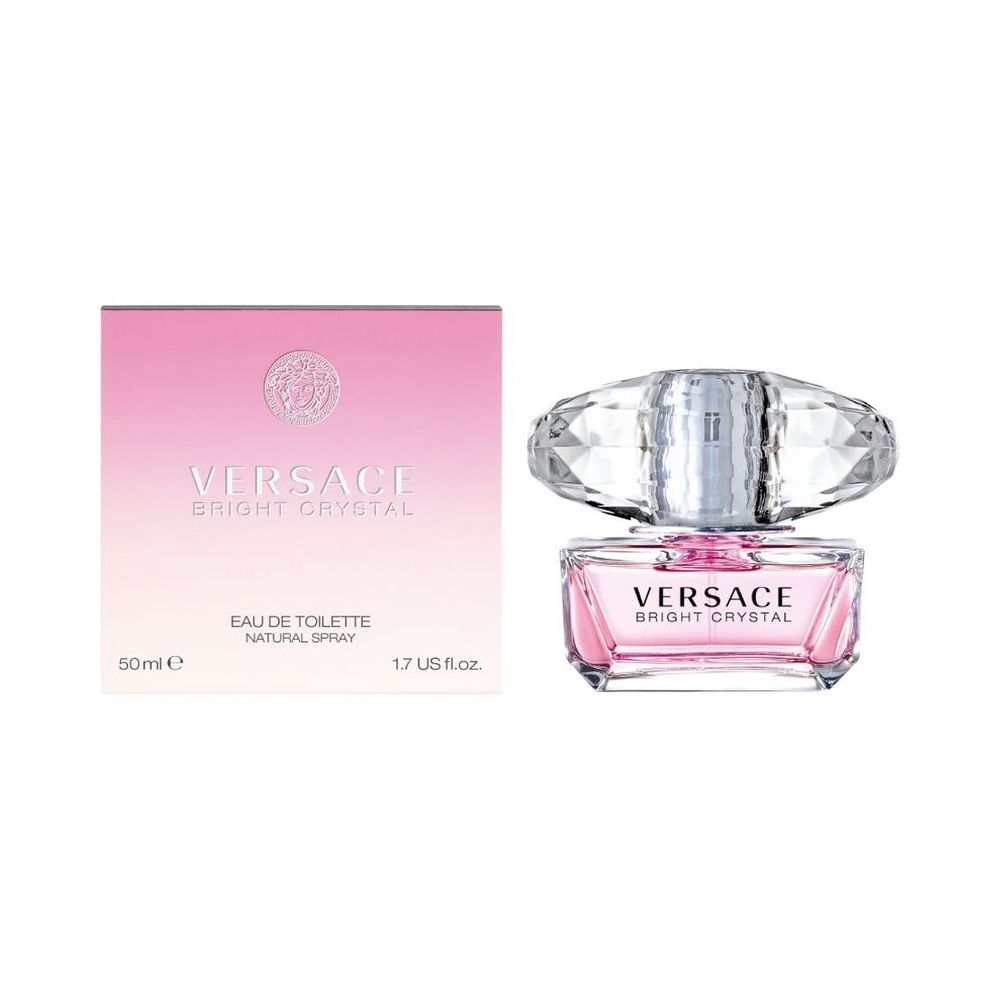 VERSACE
BRIGHT CRYSTAL
EAU DE TOILETTE
NATURAL SPRAY
50 ml ℮
1.7 US fl.oz.
VERSACE
BRIGHT CRYSTAL